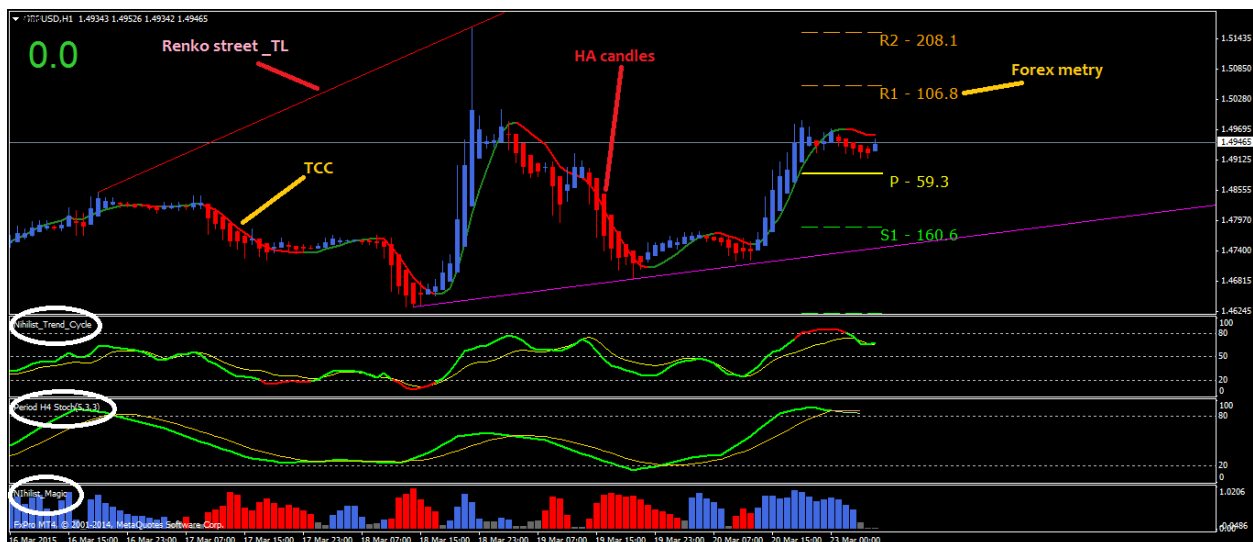 USD,H1 1.49343 1.49526 1.49342 1.49465
0.0
Renko street _TL
HA candles
TCC
Forex metry
R2 - 208.1
R1 - 106.8
P - 59.3
S1 - 160.6
1.51435
1.50850
1.50280
1.49695
1.49465
1.49125
1.48555
1.47970
1.47400
1.46815
1.46245
Nihilist_Trend_Cycle
100
80
50
20
0
Period H4 Stoch(5,3,3)
100
80
20
0
NIhilist_Magic
1.0206
0.00
FxPro MT4, © 2001-2014, MetaQuotes Software Corp.
16 Mar 2015 16 Mar 15:00 16 Mar 23:00 17 Mar 07:00 17 Mar 15:00 17 Mar 23:00 18 Mar 07:00 18 Mar 15:00 18 Mar 23:00 19 Mar 07:00 19 Mar 15:00 19 Mar 23:00 20 Mar 07:00 20 Mar 15:00 23 Mar 00:00